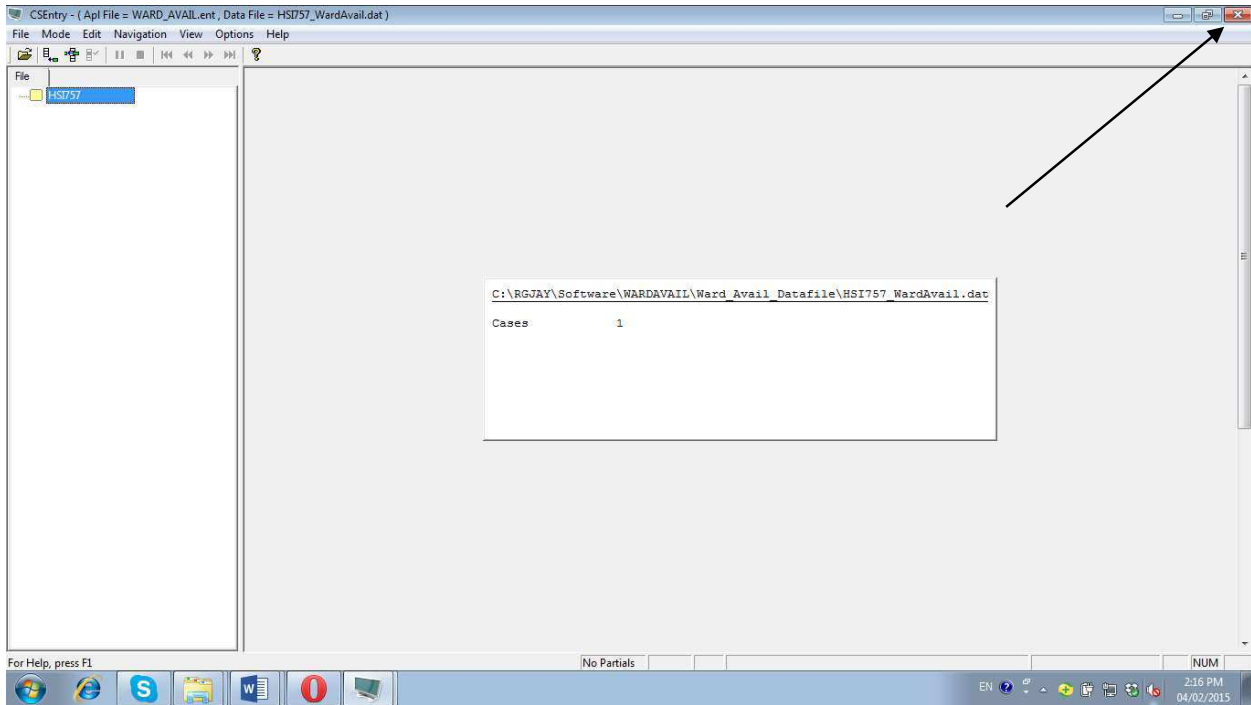 CSEntry - ( Apl File = WARD_AVAIL.ent , Data File = HSI757_WardAvail.dat )
File Mode Edit Navigation View Options Help
File
HSI757
C:\RGJAY\Software\WARDAVAIL\Ward_Avail_Datafile\HSI757_WardAvail.dat
Cases 1
For Help, press F1 No Partials NUM
EN 2:16 PM
04/02/2015